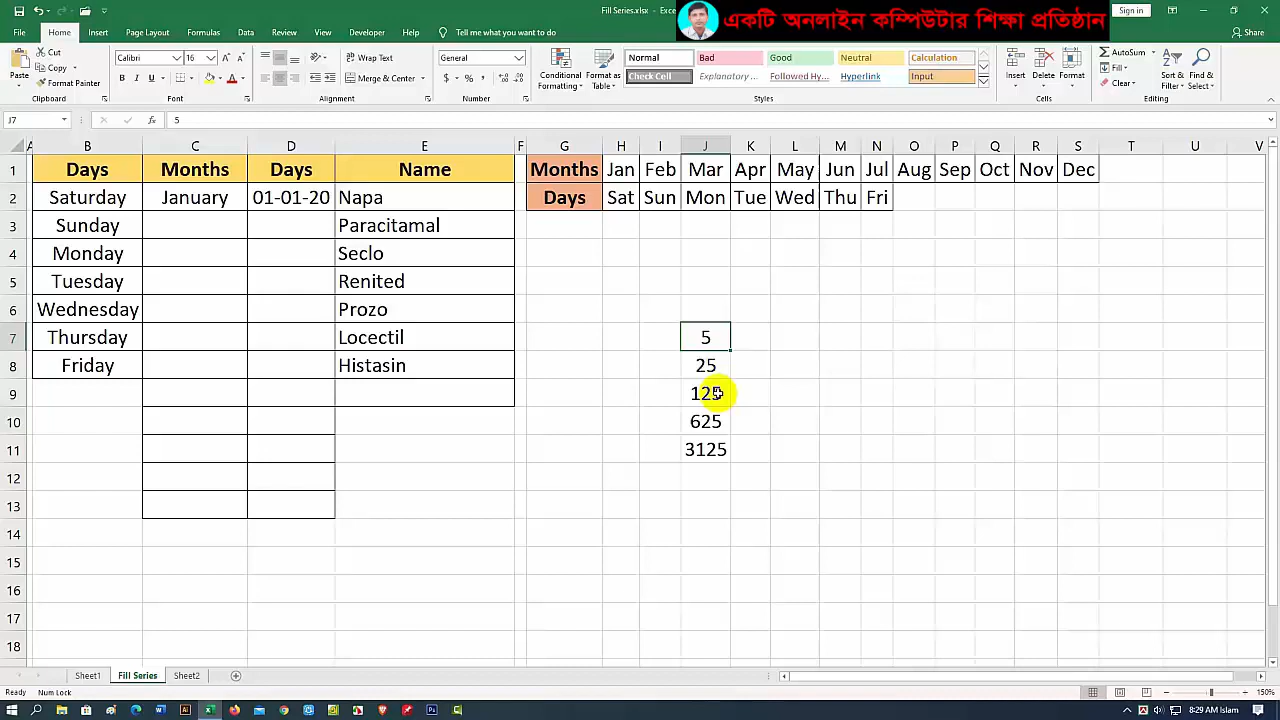 Fill Series.xlsx - Exce
একটি অনলাইন কম্পিউটার শিক্ষা প্রতিষ্ঠান
Sign in
File Home Insert Page Layout Formulas Data Review View Developer Help Tell me what you want to do Share
Cut Calibri 16 Wrap Text General Normal Bad Good Neutral Calculation AutoSum
Copy Fill
Paste Format Painter B I U Merge & Center Conditional Formatting Format as Table Check Cell Explanatory ... Followed Hy... Hyperlink Input Insert Delete Format Clear Sort & Filter Find & Select
Clipboard Font Alignment Number Styles Cells Editing
J7 fx 5
A B C D E F G H I J K L M N O P Q R S T U V
1 Days Months Days Name Months Jan Feb Mar Apr May Jun Jul Aug Sep Oct Nov Dec
2 Saturday January 01-01-20 Napa Days Sat Sun Mon Tue Wed Thu Fri
3 Sunday Paracitamal
4 Monday Seclo
5 Tuesday Renited
6 Wednesday Prozo
7 Thursday Locectil 5
8 Friday Histasin 25
9 125
10 625
11 3125
12
13
14
15
16
17
18
Sheet1 Fill Series Sheet2
Ready Num Lock 150%
8:29 AM Islam